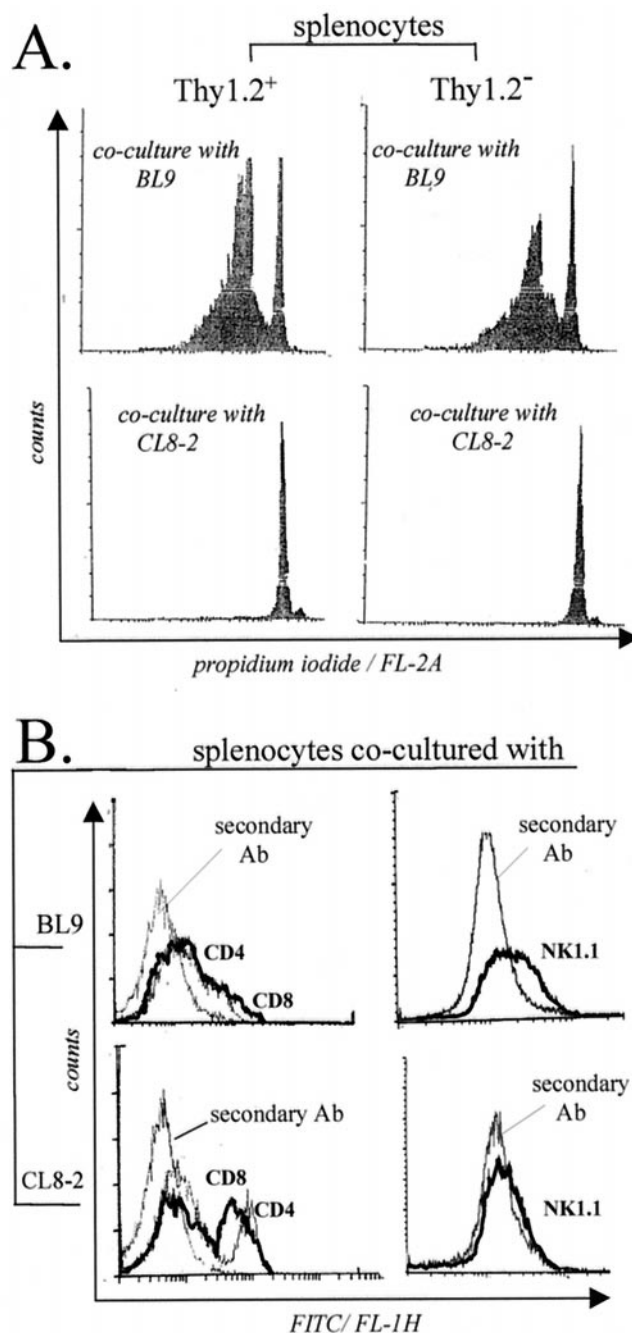 A.
splenocytes
Thy1.2⁺ Thy1.2⁻
co-culture with
BL9
co-culture with
BL9
co-culture with
CL8-2
co-culture with
CL8-2
counts
propidium iodide / FL-2A
B.
splenocytes co-cultured with
BL9
secondary
Ab
CD4
CD8
secondary
Ab
NK1.1
CL8-2
secondary Ab
CD8
CD4
secondary
Ab
NK1.1
counts
FITC/ FL-1H